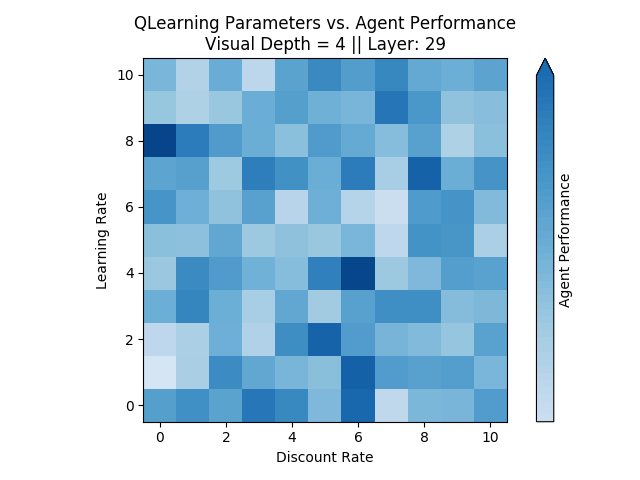 QLearning Parameters vs. Agent Performance
Visual Depth = 4 || Layer: 29
Learning Rate
10
8
6
4
2
0
0 2 4 6 8 10
Discount Rate
Agent Performance